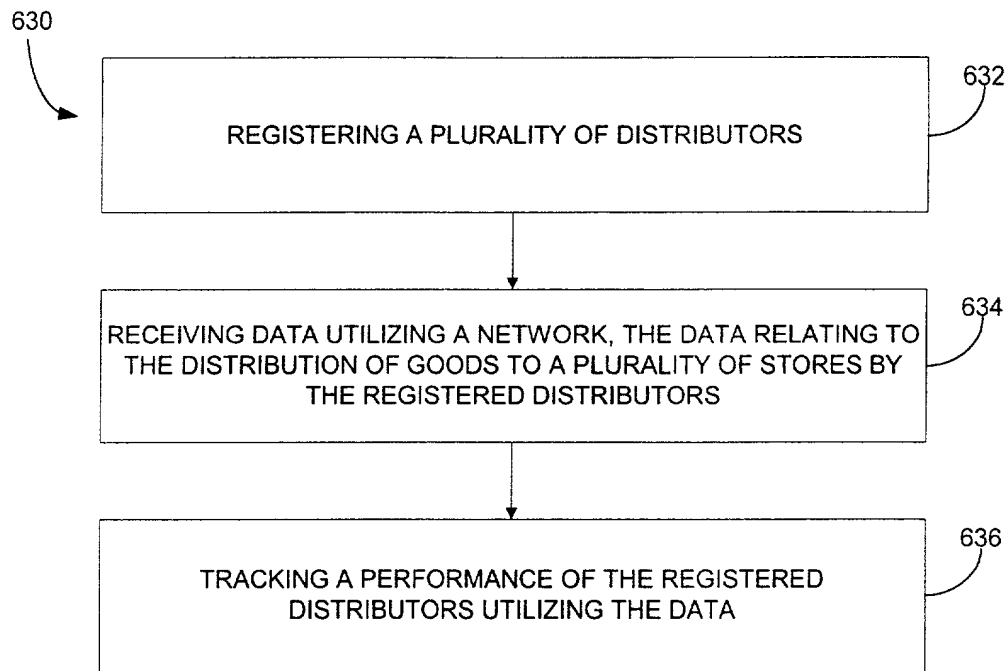 630
632
REGISTERING A PLURALITY OF DISTRIBUTORS
634
RECEIVING DATA UTILIZING A NETWORK, THE DATA RELATING TO
THE DISTRIBUTION OF GOODS TO A PLURALITY OF STORES BY
THE REGISTERED DISTRIBUTORS
636
TRACKING A PERFORMANCE OF THE REGISTERED
DISTRIBUTORS UTILIZING THE DATA